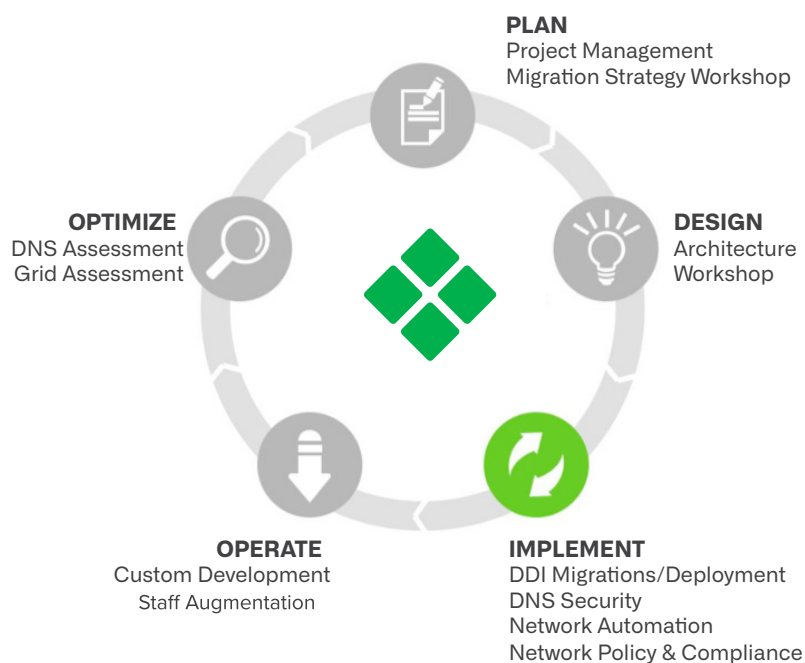 PLAN
Project Management
Migration Strategy Workshop
DESIGN
Architecture
Workshop
IMPLEMENT
DDI Migrations/Deployment
DNS Security
Network Automation
Network Policy & Compliance
OPERATE
Custom Development
Staff Augmentation
OPTIMIZE
DNS Assessment
Grid Assessment